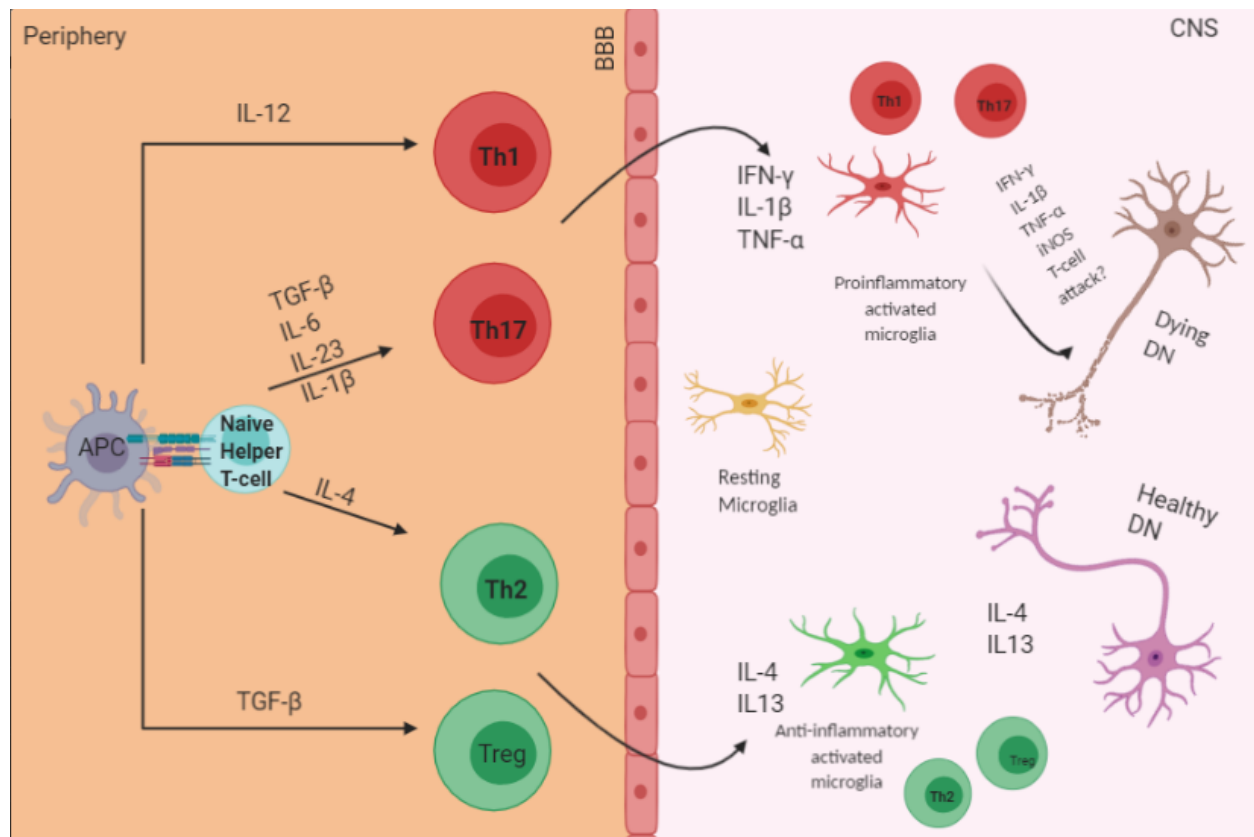 Periphery
BBB
CNS
IL-12
Th1
TGF-β
IL-6
IL-23
IL-1β
Th17
APC
Naive
Helper
T-cell
IL-4
Th2
TGF-β
Treg
Th1
Th17
IFN-γ
IL-1β
TNF-α
Proinflammatory
activated
microglia
IFN-γ
IL-1β
TNF-α
iNOS
T-cell
attack?
Dying
DN
Resting
Microglia
Healthy
DN
IL-4
IL13
IL-4
IL13
Anti-inflammatory
activated
microglia
Treg
Th2